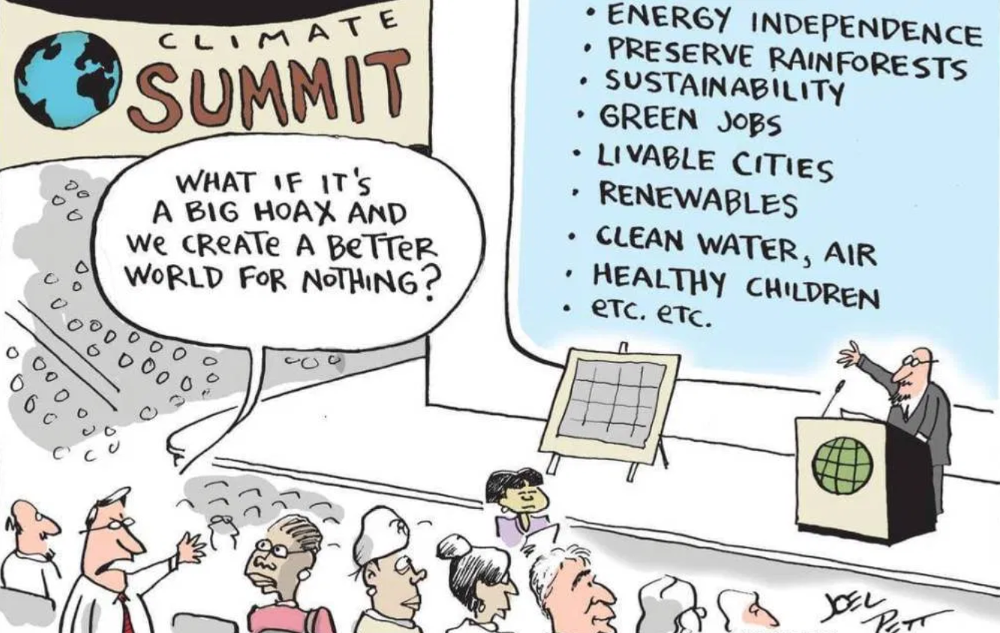 CLIMATE
SUMMIT
WHAT IF IT'S
A BIG HOAX AND
WE CREATE A BETTER
WORLD FOR NOTHING?
• ENERGY INDEPENDENCE
• PRESERVE RAINFORESTS
• SUSTAINABILITY
• GREEN JOBS
• LIVABLE CITIES
• RENEWABLES
• CLEAN WATER, AIR
• HEALTHY CHILDREN
• ETC. ETC.
JOEL
PETT